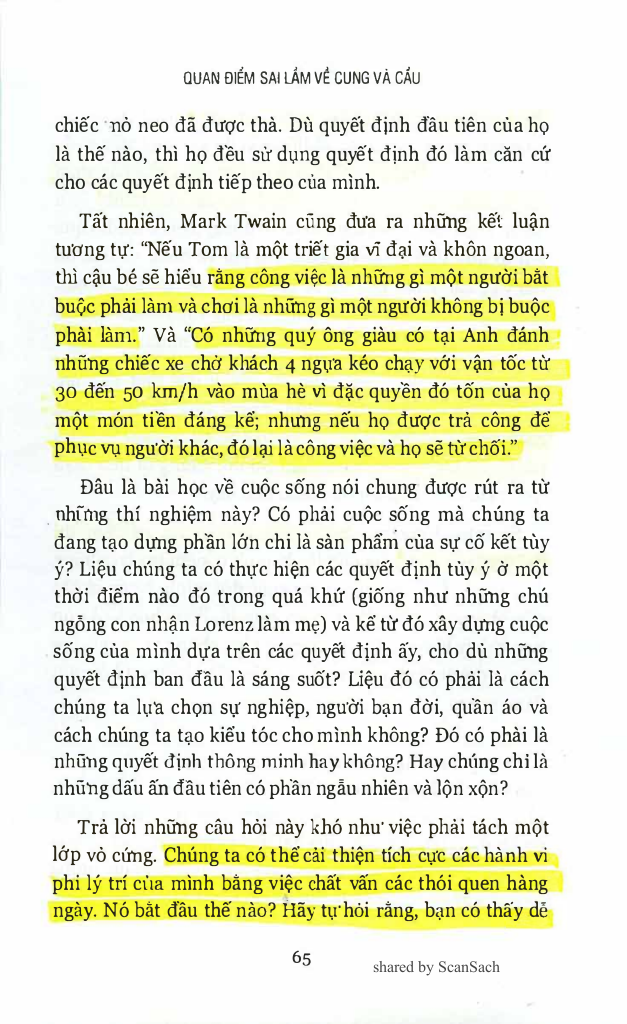 QUAN ĐIỂM SAI LẦM VỀ CUNG VÀ CẦU
chiếc mỏ neo đã được thả. Dù quyết định đầu tiên của họ
là thế nào, thì họ đều sử dụng quyết định đó làm căn cứ
cho các quyết định tiếp theo của mình.
Tất nhiên, Mark Twain cũng đưa ra những kết luận
tương tự: “Nếu Tom là một triết gia vĩ đại và khôn ngoan,
thì cậu bé sẽ hiểu rằng công việc là những gì một người bắt
buộc phải làm và chơi là những gì một người không bị buộc
phải làm.” Và “Có những quý ông giàu có tại Anh đánh
những chiếc xe chở khách 4 ngựa kéo chạy với vận tốc từ
30 đến 50 km/h vào mùa hè vì đặc quyền đó tốn của họ
một món tiền đáng kể; nhưng nếu họ được trả công để
phục vụ người khác, đó lại là công việc và họ sẽ từ chối.”
Đâu là bài học về cuộc sống nói chung được rút ra từ
những thí nghiệm này? Có phải cuộc sống mà chúng ta
đang tạo dựng phần lớn chỉ là sản phẩm của sự cố kết tùy
ý? Liệu chúng ta có thực hiện các quyết định tùy ý ở một
thời điểm nào đó trong quá khứ (giống như những chú
ngỗng con nhận Lorenz làm mẹ) và kể từ đó xây dựng cuộc
sống của mình dựa trên các quyết định ấy, cho dù những
quyết định ban đầu là sáng suốt? Liệu đó có phải là cách
chúng ta lựa chọn sự nghiệp, người bạn đời, quần áo và
cách chúng ta tạo kiểu tóc cho mình không? Đó có phải là
những quyết định thông minh hay không? Hay chúng chỉ là
những dấu ấn đầu tiên có phần ngẫu nhiên và lộn xộn?
Trả lời những câu hỏi này khó như việc phải tách một
lớp vỏ cứng. Chúng ta có thể cải thiện tích cực các hành vi
phi lý trí của mình bằng việc chất vấn các thói quen hàng
ngày. Nó bắt đầu thế nào? Hãy tự hỏi rằng, bạn có thấy dễ
65
shared by ScanSach